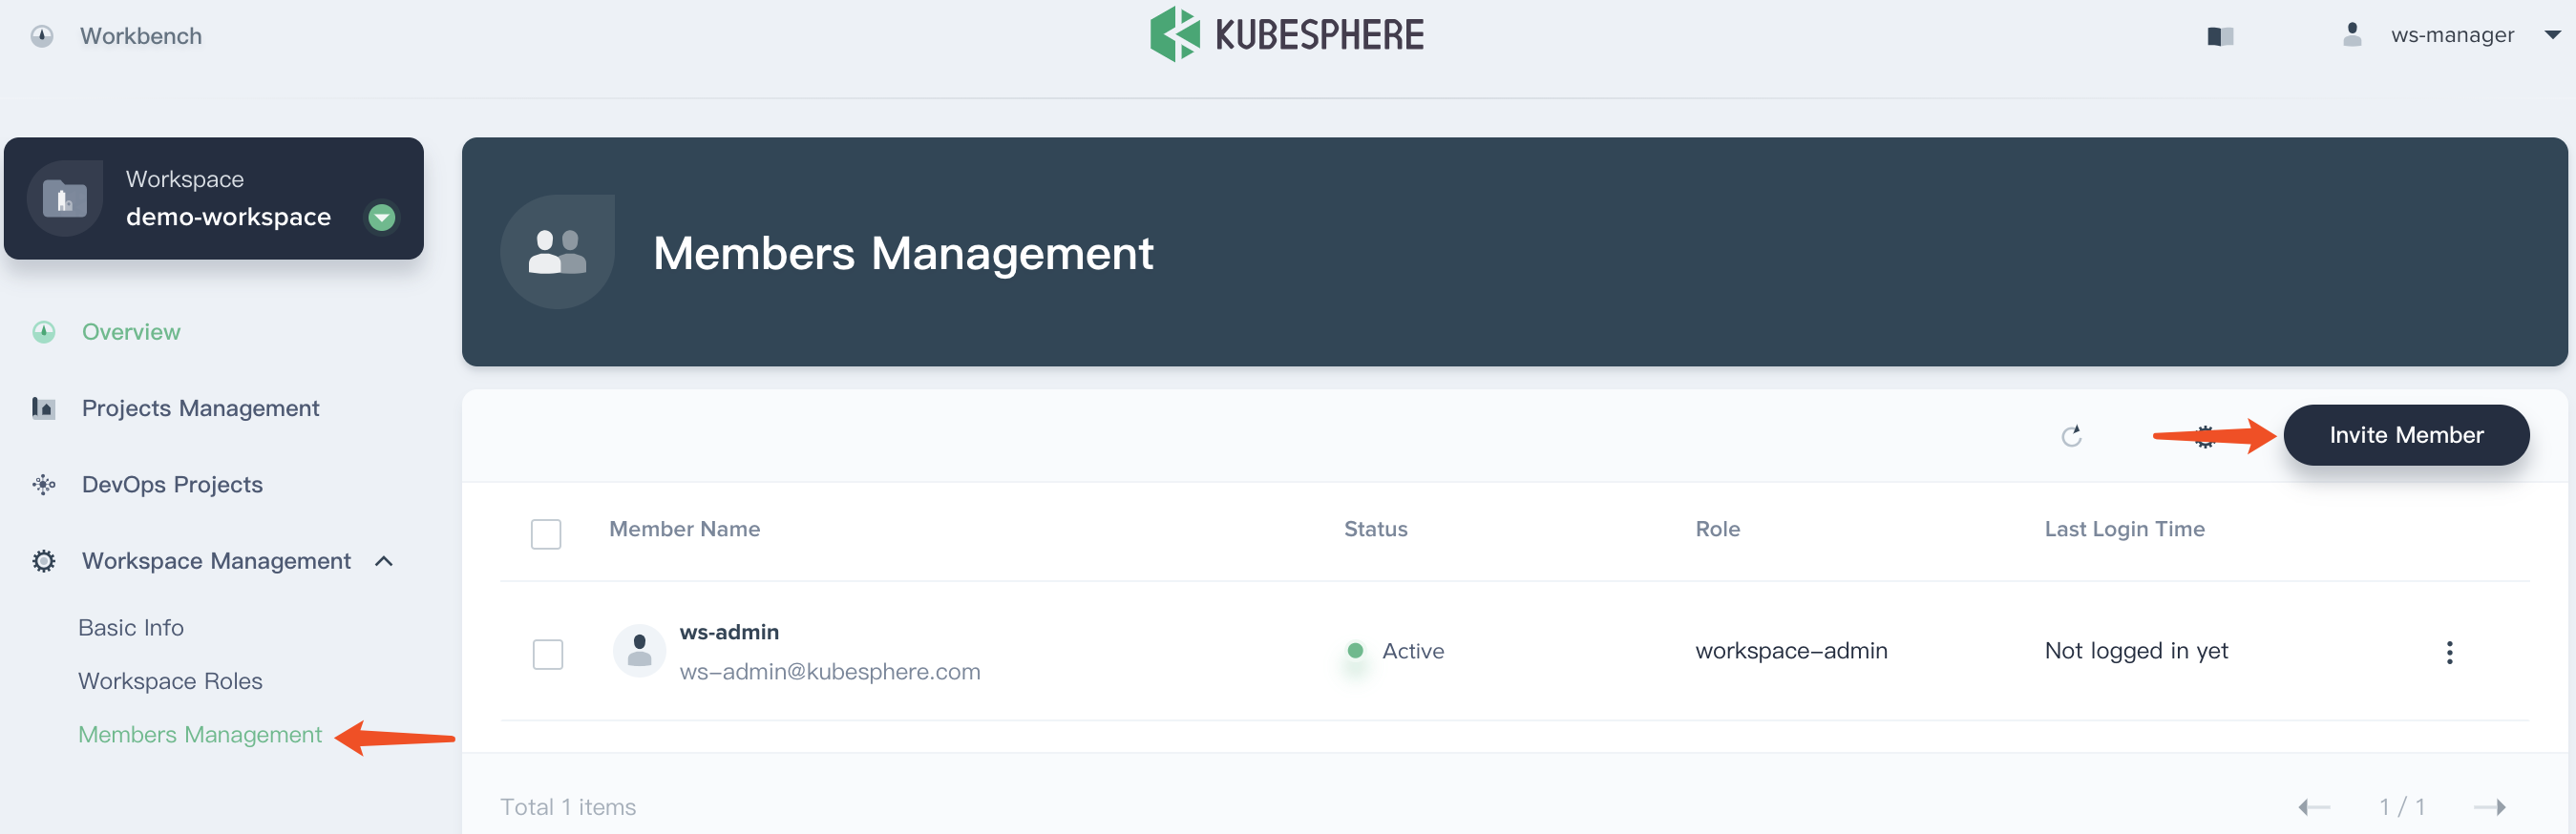 Workbench
KUBESPHERE
ws-manager
Workspace
demo-workspace
Overview
Projects Management
DevOps Projects
Workspace Management
Basic Info
Workspace Roles
Members Management
Members Management
Invite Member
Member Name Status Role Last Login Time
ws-admin
ws-admin@kubesphere.com
Active workspace-admin Not logged in yet
Total 1 items 1 / 1